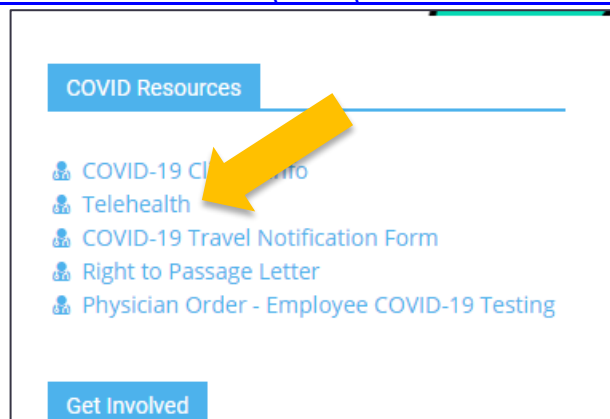 COVID Resources
COVID-19
Telehealth
COVID-19 Travel Notification Form
Right to Passage Letter
Physician Order - Employee COVID-19 Testing
Get Involved